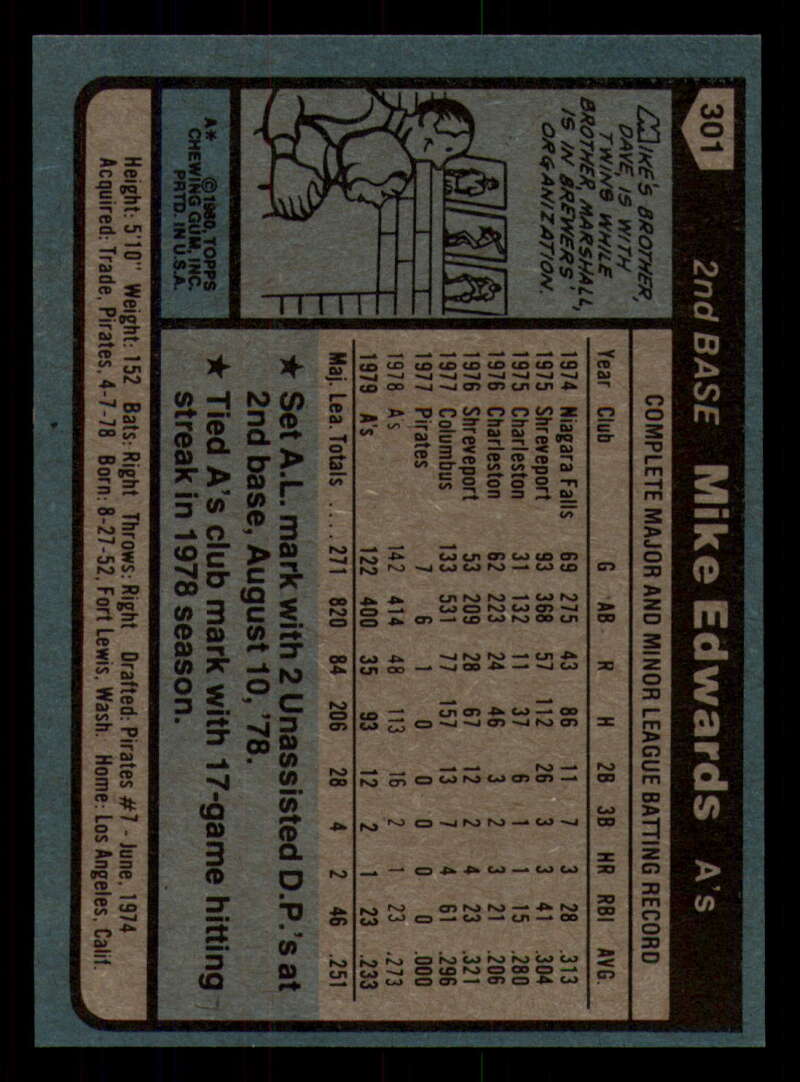 301
2nd BASE Mike Edwards A's
MIKE'S BROTHER,
DAVE, IS WITH
TWINS WHILE
BROTHER, MARSHALL,
IS IN BREWERS'
ORGANIZATION.
A* ©1980, TOPPS
CHEWING GUM, INC.
PRTD. IN U.S.A.
COMPLETE MAJOR AND MINOR LEAGUE BATTING RECORD
Year Club G AB R H 2B 3B HR RBI AVG.
1974 Niagara Falls 69 275 43 86 11 7 3 28 .313
1975 Shreveport 93 368 57 112 26 3 3 41 .304
1975 Charleston 31 132 11 37 6 1 1 15 .280
1976 Charleston 62 223 24 46 3 2 3 21 .206
1976 Shreveport 53 209 28 67 12 2 4 23 .321
1977 Columbus 133 531 77 157 13 7 4 61 .296
1977 Pirates 7 6 1 0 0 0 0 0 .000
1978 A's 142 414 48 113 16 2 1 23 .273
1979 A's 122 400 35 93 12 2 1 23 .233
Maj. Lea. Totals ..... 271 820 84 206 28 4 2 46 .251
★ Set A.L. mark with 2 Unassisted D.P.'s at
2nd base, August 10, '78.
★ Tied A's club mark with 17-game hitting
streak in 1978 season.
Height: 5'10" Weight: 152 Bats: Right Throws: Right Drafted: Pirates #7 - June, 1974
Acquired: Trade, Pirates, 4-7-78 Born: 8-27-52, Fort Lewis, Wash. Home: Los Angeles, Calif.